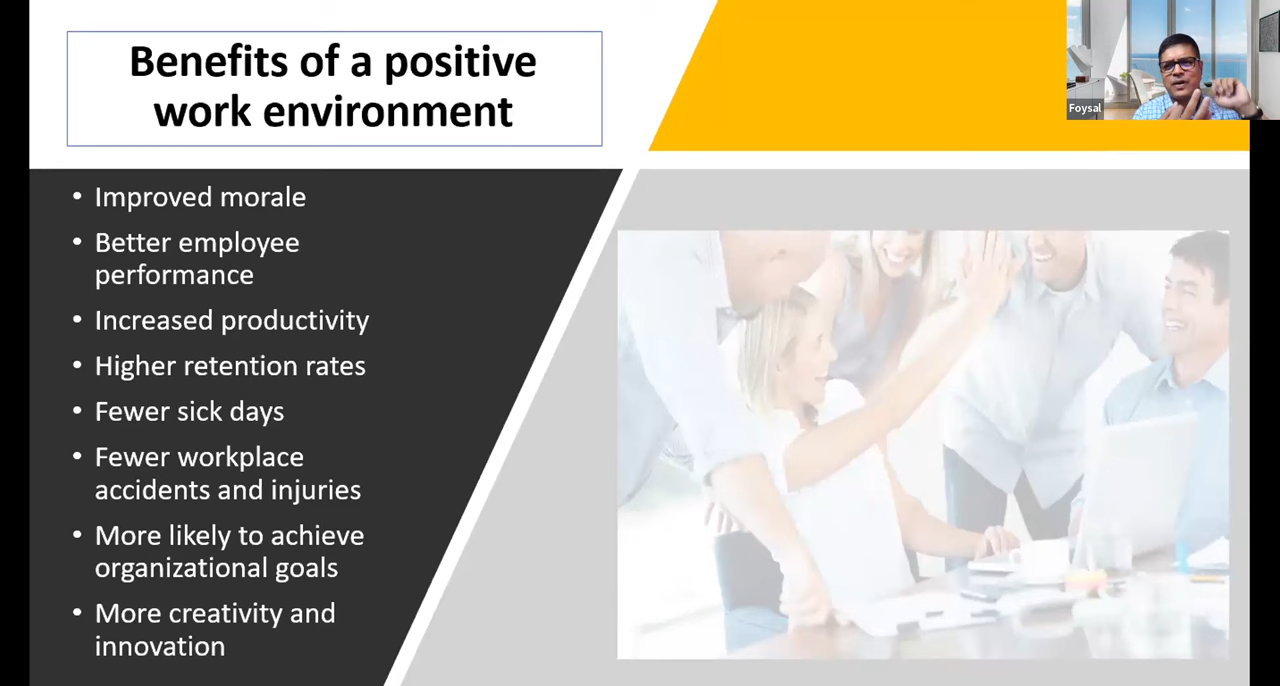 Benefits of a positive
work environment
Foysal
• Improved morale
• Better employee
performance
• Increased productivity
• Higher retention rates
• Fewer sick days
• Fewer workplace
accidents and injuries
• More likely to achieve
organizational goals
• More creativity and
innovation